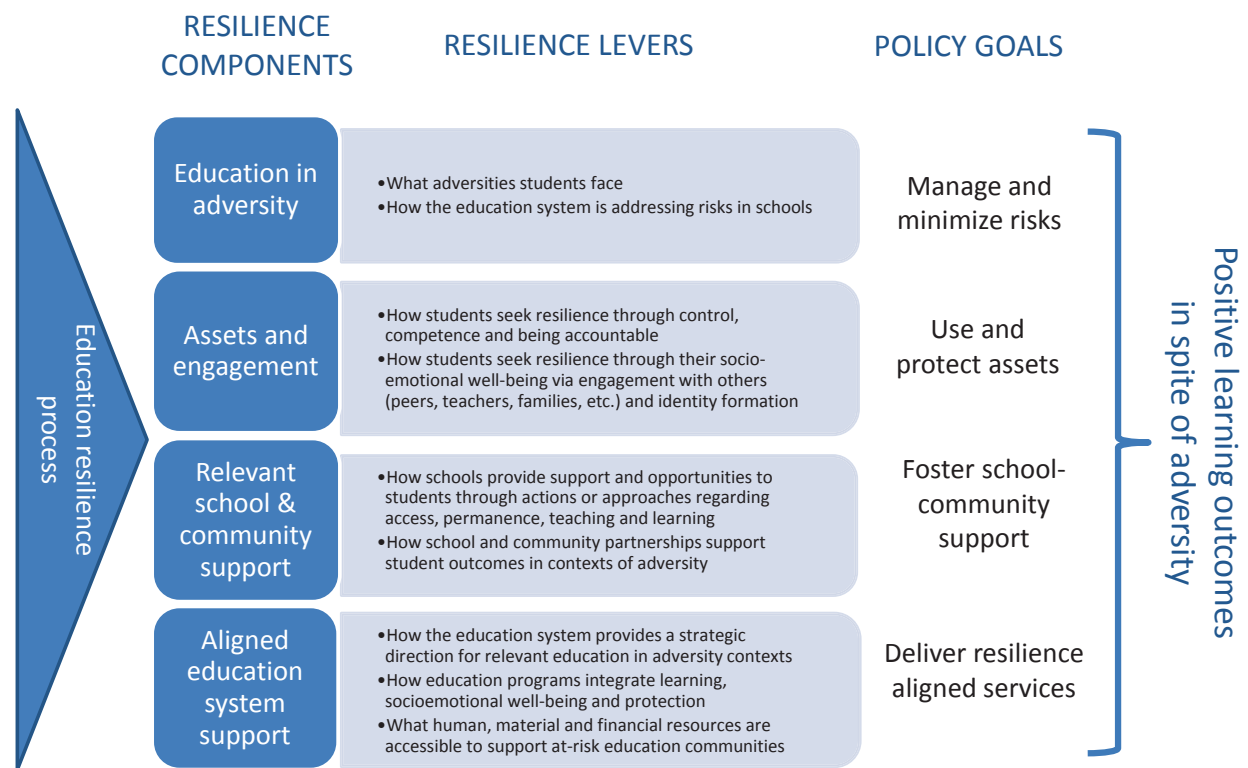 RESILIENCE
COMPONENTS
RESILIENCE LEVERS
POLICY GOALS
Education resilience
process
Education in
adversity
•What adversities students face
•How the education system is addressing risks in schools
Manage and
minimize risks
Assets and
engagement
•How students seek resilience through control,
competence and being accountable
•How students seek resilience through their socio-
emotional well-being via engagement with others
(peers, teachers, families, etc.) and identity formation
Use and
protect assets
Relevant
school &
community
support
•How schools provide support and opportunities to
students through actions or approaches regarding
access, permanence, teaching and learning
•How school and community partnerships support
student outcomes in contexts of adversity
Foster school-
community
support
Aligned
education
system
support
•How the education system provides a strategic
direction for relevant education in adversity contexts
•How education programs integrate learning,
socioemotional well-being and protection
•What human, material and financial resources are
accessible to support at-risk education communities
Deliver resilience
aligned services
Positive learning outcomes
in spite of adversity